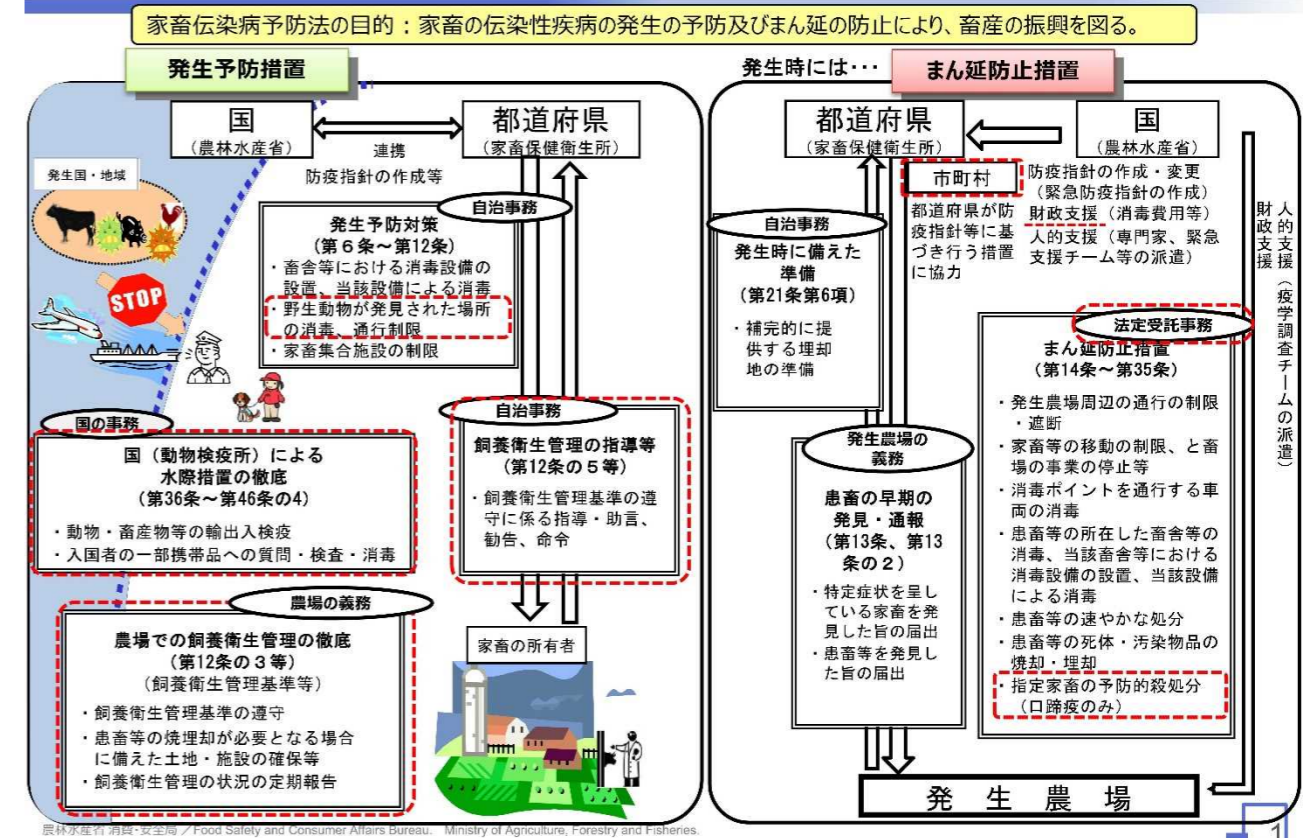 家畜伝染病予防法の目的：家畜の伝染性疾病の発生の予防及びまん延の防止により、畜産の振興を図る。
発生予防措置
国
（農林水産省）
連携
防疫指針の作成等
都道府県
（家畜保健衛生所）
発生国・地域
STOP
自治事務
発生予防対策
（第６条～第12条）
・畜舎等における消毒設備の
設置、当該設備による消毒
・野生動物が発見された場所
の消毒、通行制限
・家畜集合施設の制限
国の事務
国（動物検疫所）による
水際措置の徹底
（第36条～第46条の4）
・動物・畜産物等の輸出入検疫
・入国者の一部携帯品への質問・検査・消毒
自治事務
飼養衛生管理の指導等
（第12条の５等）
・飼養衛生管理基準の遵
守に係る指導・助言、
勧告、命令
農場の義務
農場での飼養衛生管理の徹底
（第12条の３等）
（飼養衛生管理基準等）
・飼養衛生管理基準の遵守
・患畜等の焼埋却が必要となる場合
に備えた土地・施設の確保等
・飼養衛生管理の状況の定期報告
家畜の所有者
発生時には・・・
まん延防止措置
都道府県
（家畜保健衛生所）
国
（農林水産省）
市町村
都道府県が防
疫指針等に基
づき行う措置
に協力
防疫指針の作成・変更
（緊急防疫指針の作成）
財政支援（消毒費用等）
人的支援（専門家、緊急
支援チーム等の派遣）
人的支援（疫学調査チームの派遣）
財政支援
自治事務
発生時に備えた
準備
（第21条第6項）
・補完的に提
供する埋却
地の準備
発生農場の
義務
患畜の早期の
発見・通報
（第13条、第13
条の２）
・特定症状を呈し
ている家畜を発
見した旨の届出
・患畜等を発見し
た旨の届出
法定受託事務
まん延防止措置
（第14条～第35条）
・発生農場周辺の通行の制限
・遮断
・家畜等の移動の制限、と畜
場の事業の停止等
・消毒ポイントを通行する車
両の消毒
・患畜等の所在した畜舎等の
消毒、当該畜舎等における
消毒設備の設置、当該設備
による消毒
・患畜等の速やかな処分
・患畜等の死体・汚染物品の
焼却・埋却
・指定家畜の予防的殺処分
（口蹄疫のみ）
発生農場
農林水産省 消費・安全局／Food Safety and Consumer Affairs Bureau. Ministry of Agriculture, Forestry and Fisheries.
1